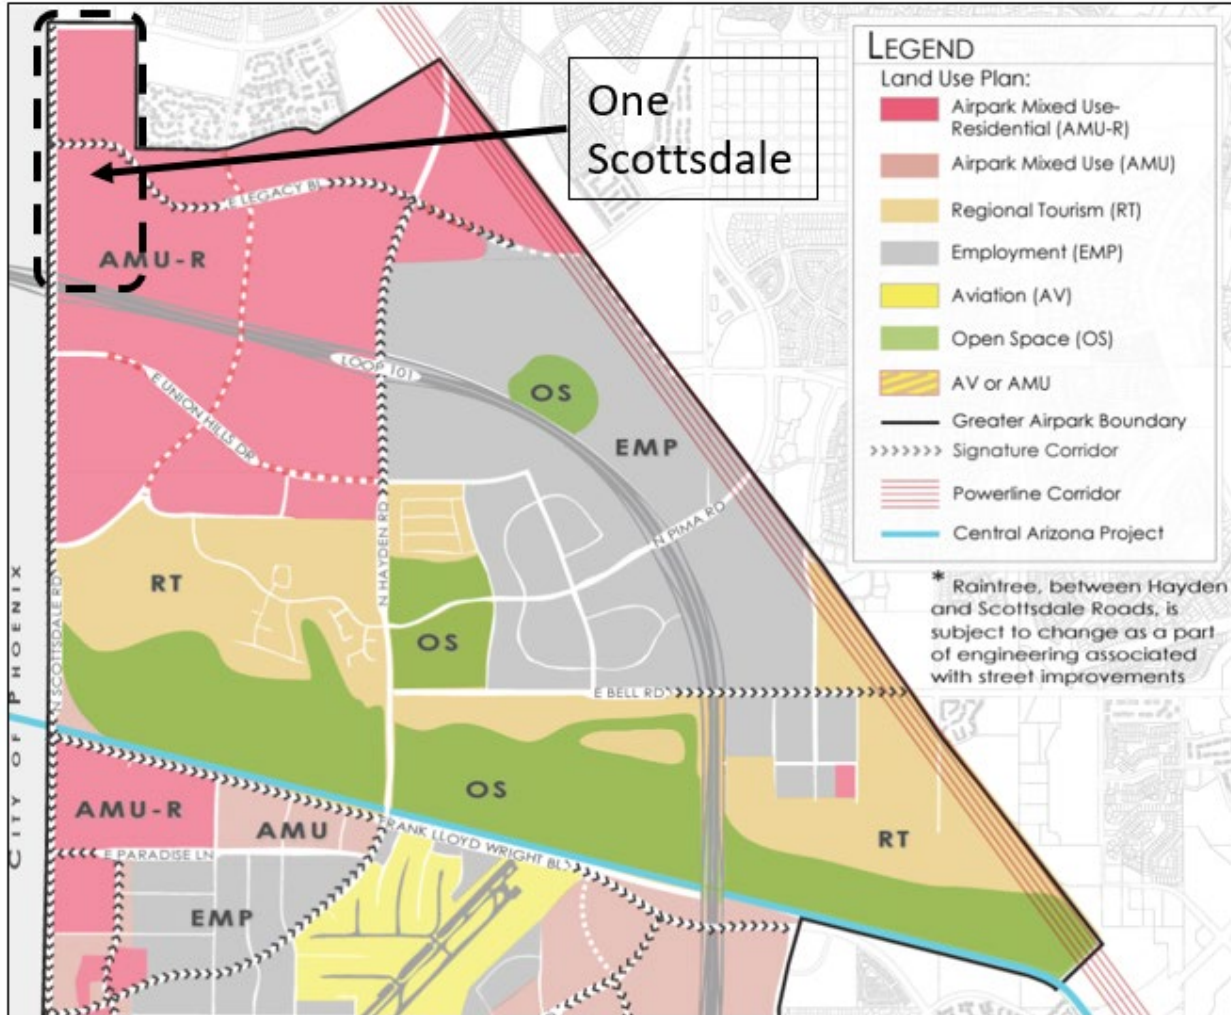 LEGEND
Land Use Plan:
Airpark Mixed Use-
Residential (AMU-R)
Airpark Mixed Use (AMU)
Regional Tourism (RT)
Employment (EMP)
Aviation (AV)
Open Space (OS)
AV or AMU
Greater Airpark Boundary
Signature Corridor
Powerline Corridor
Central Arizona Project
* Raintree, between Hayden
and Scottsdale Roads, is
subject to change as a part
of engineering associated
with street improvements
One
Scottsdale
E LEGACY BL
AMU-R
LOOP 101
OS
E UNION HILLS DR
EMP
N HAYDEN RD
N PIMA RD
RT
OS
N SCOTTSDALE RD
CITY OF PHOENIX
E BELL RD
OS
AMU-R
AMU
FRANK LLOYD WRIGHT BL
RT
E PARADISE LN
EMP